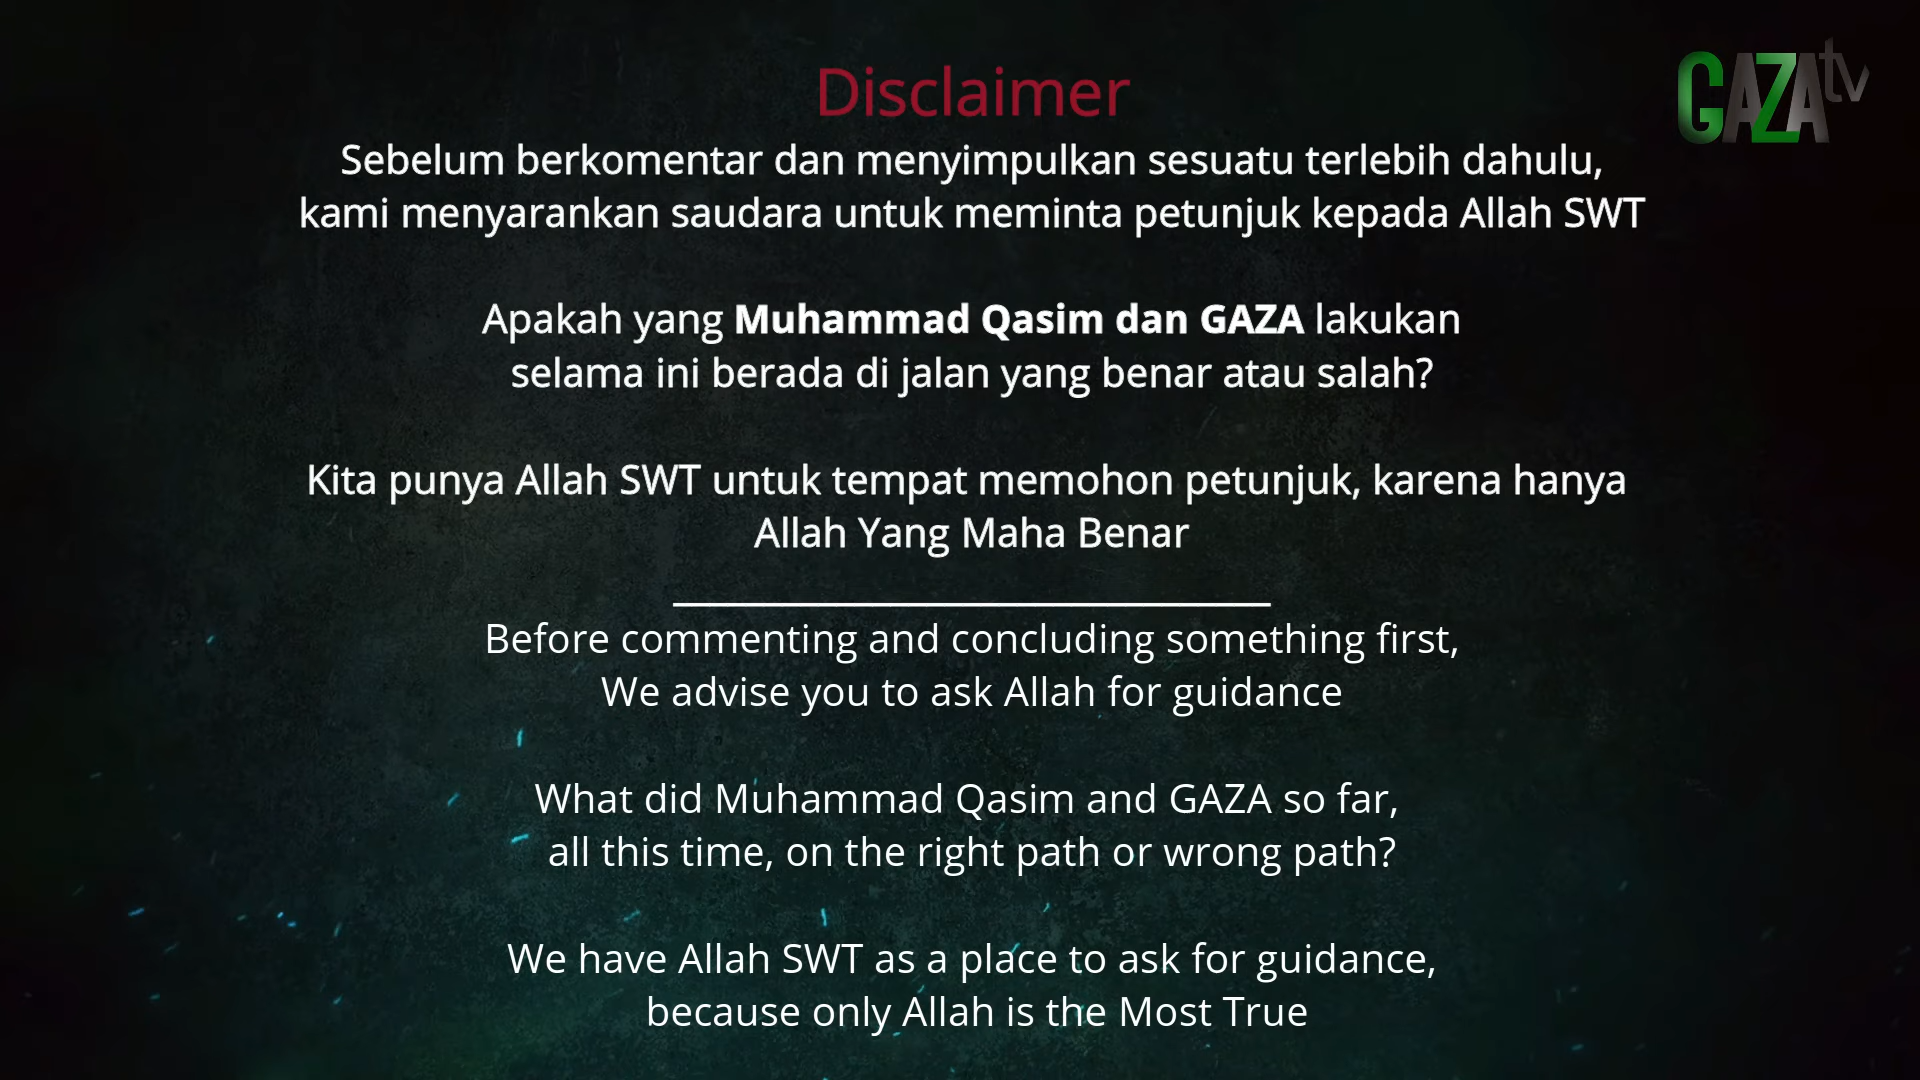 Disclaimer
GAZAtv
Sebelum berkomentar dan menyimpulkan sesuatu terlebih dahulu,
kami menyarankan saudara untuk meminta petunjuk kepada Allah SWT
Apakah yang Muhammad Qasim dan GAZA lakukan
selama ini berada di jalan yang benar atau salah?
Kita punya Allah SWT untuk tempat memohon petunjuk, karena hanya
Allah Yang Maha Benar
Before commenting and concluding something first,
We advise you to ask Allah for guidance
What did Muhammad Qasim and GAZA so far,
all this time, on the right path or wrong path?
We have Allah SWT as a place to ask for guidance,
because only Allah is the Most True